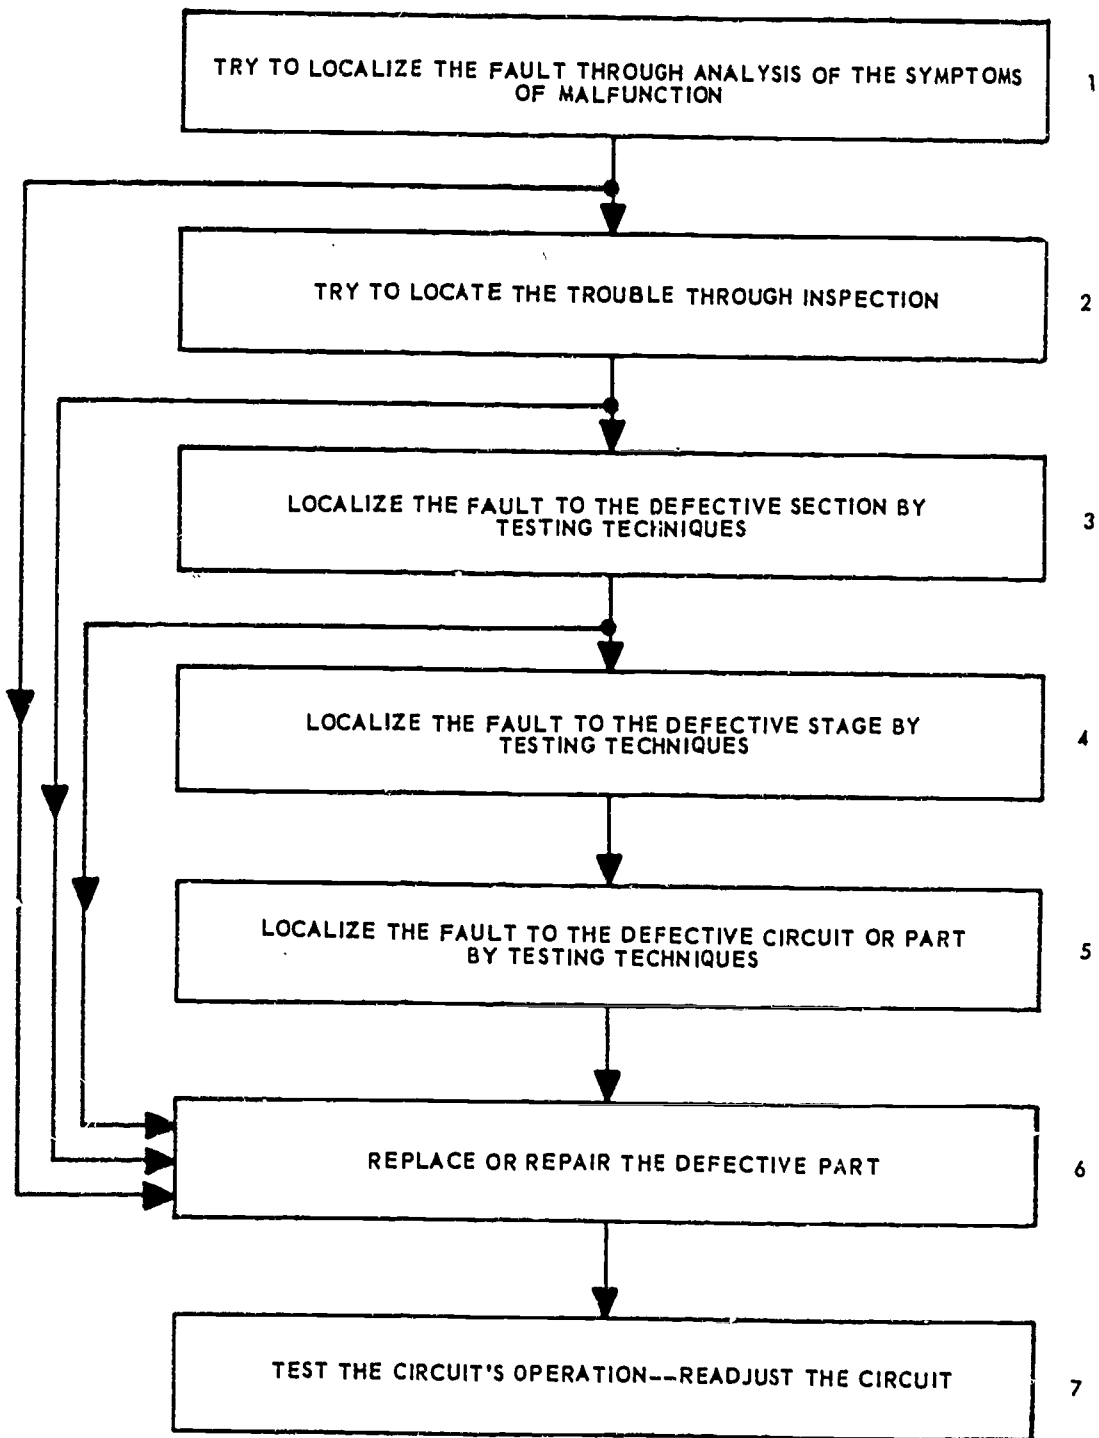 TRY TO LOCALIZE THE FAULT THROUGH ANALYSIS OF THE SYMPTOMS
OF MALFUNCTION
1
TRY TO LOCATE THE TROUBLE THROUGH INSPECTION
2
LOCALIZE THE FAULT TO THE DEFECTIVE SECTION BY
TESTING TECHNIQUES
3
LOCALIZE THE FAULT TO THE DEFECTIVE STAGE BY
TESTING TECHNIQUES
4
LOCALIZE THE FAULT TO THE DEFECTIVE CIRCUIT OR PART
BY TESTING TECHNIQUES
5
REPLACE OR REPAIR THE DEFECTIVE PART
6
TEST THE CIRCUIT'S OPERATION--READJUST THE CIRCUIT
7